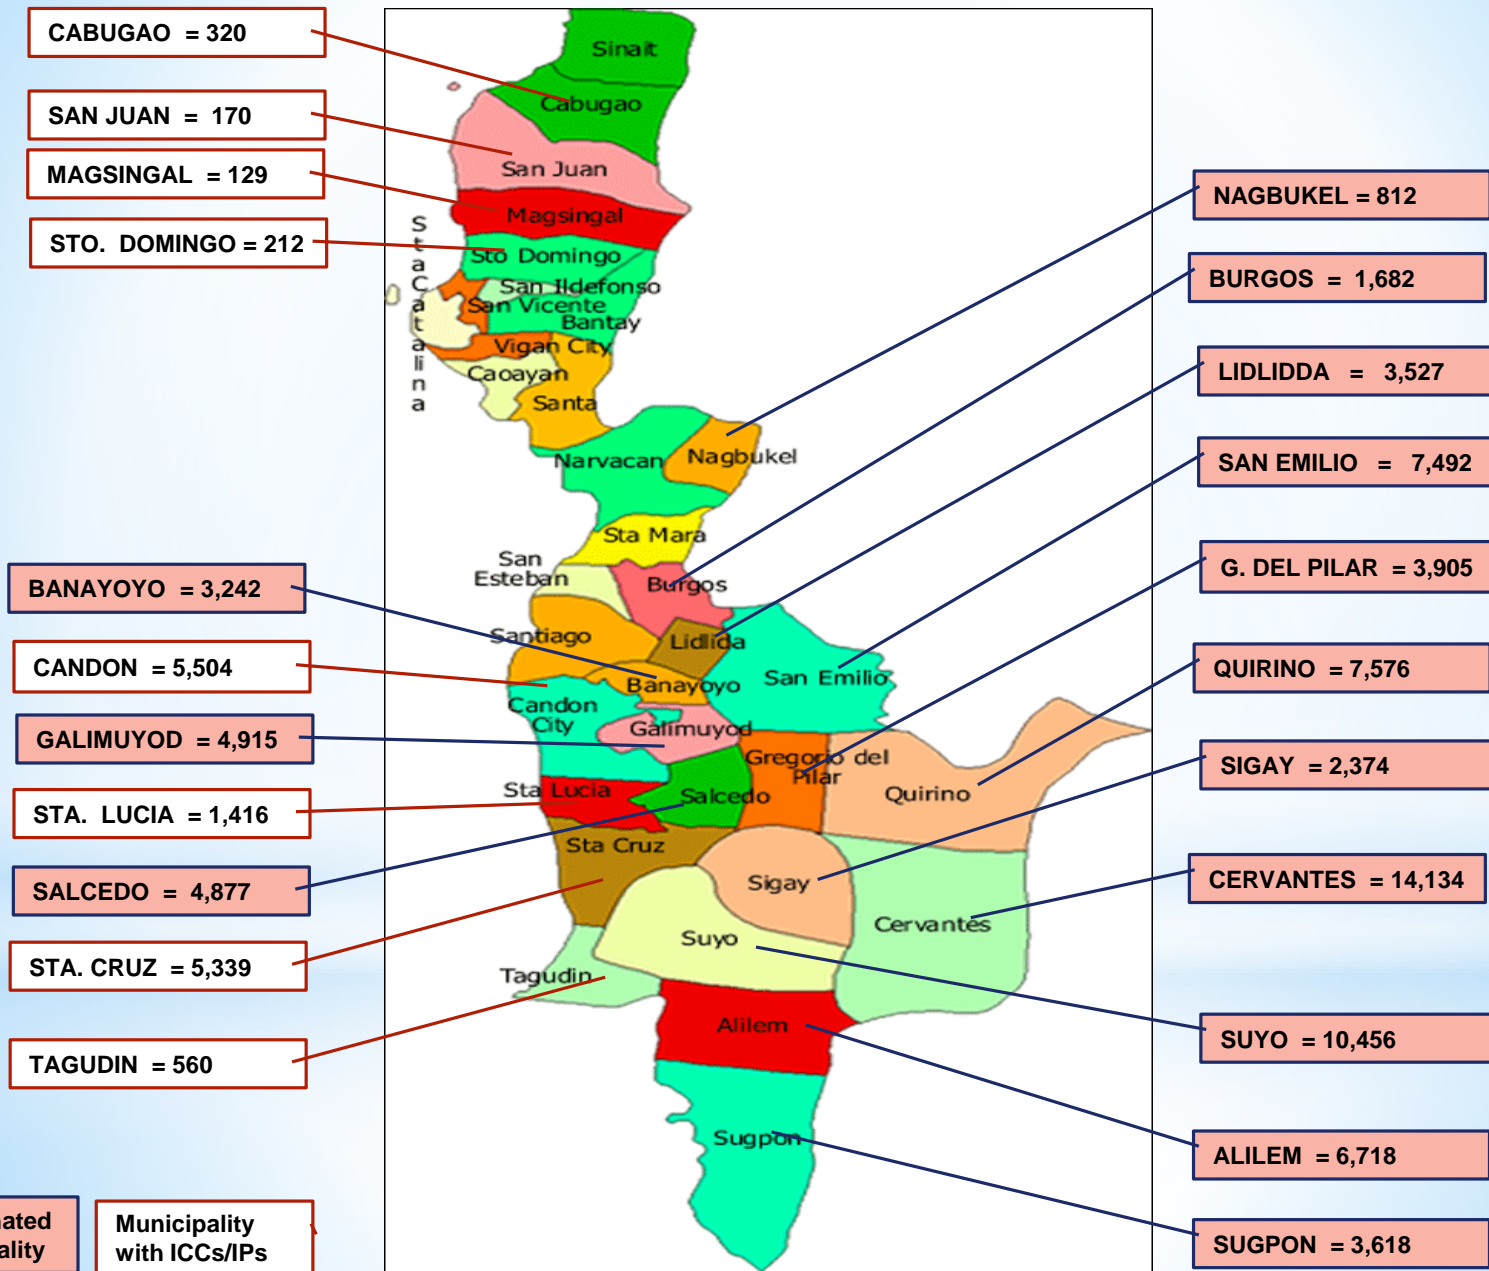 CABUGAO = 320
SAN JUAN = 170
MAGSINGAL = 129
STO. DOMINGO = 212
BANAYOYO = 3,242
CANDON = 5,504
GALIMUYOD = 4,915
STA. LUCIA = 1,416
SALCEDO = 4,877
STA. CRUZ = 5,339
TAGUDIN = 560
Municipality
with ICCs/IPs
Sinait
Cabugao
San Juan
Magsingal
Sto Domingo
San Ildefonso
San Vicente
Bantay
Sta Catalina
Vigan City
Caoayan
Santa
Narvacan
Nagbukel
Sta Mara
San
Esteban
Burgos
Santiago
Lidlida
Banayoyo
San Emilio
Candon
City
Galimuyod
Gregorio del
Pilar
Sta Lucia
Salcedo
Quirino
Sta Cruz
Sigay
Cervantes
Suyo
Tagudin
Alilem
Sugpon
NAGBUKEL = 812
BURGOS = 1,682
LIDLIDDA = 3,527
SAN EMILIO = 7,492
G. DEL PILAR = 3,905
QUIRINO = 7,576
SIGAY = 2,374
CERVANTES = 14,134
SUYO = 10,456
ALILEM = 6,718
SUGPON = 3,618